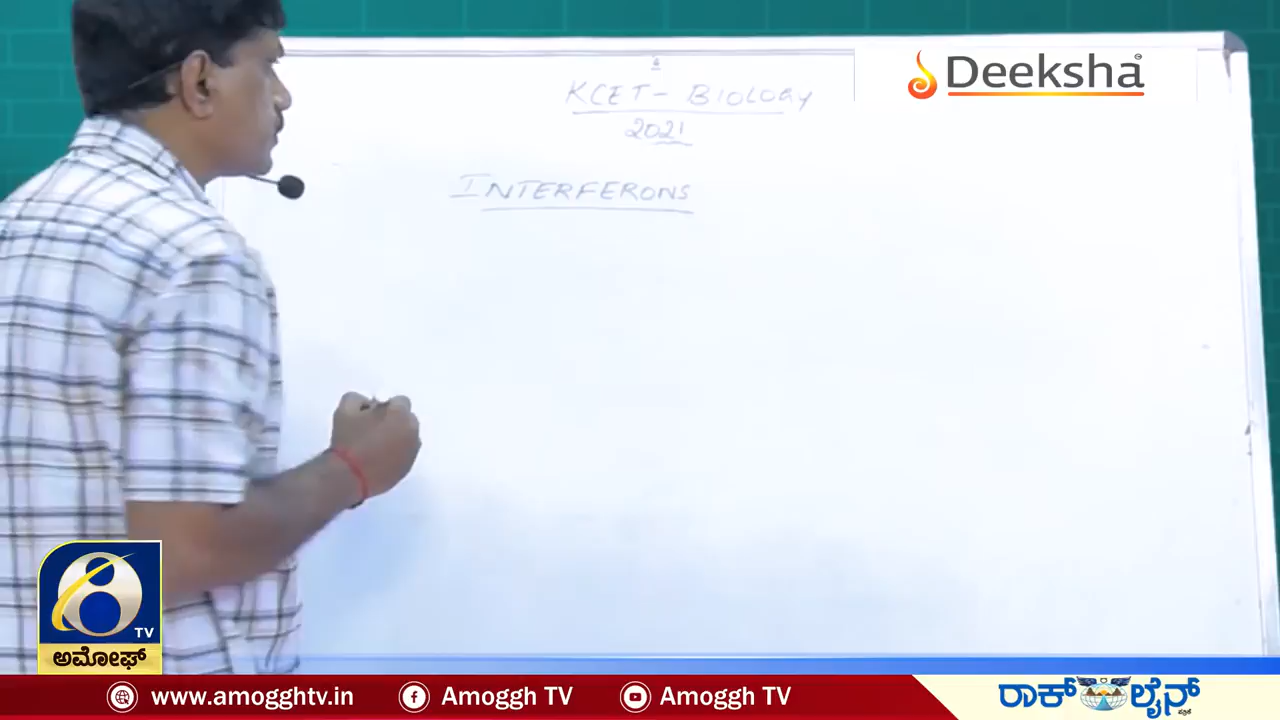 KCET - BIOLOGY
2021
INTERFERONS
Deeksha
TV
ಅಮೋಘ್
www.amogghtv.in
Amoggh TV
Amoggh TV
ರಾಕ್ ಲೈನ್